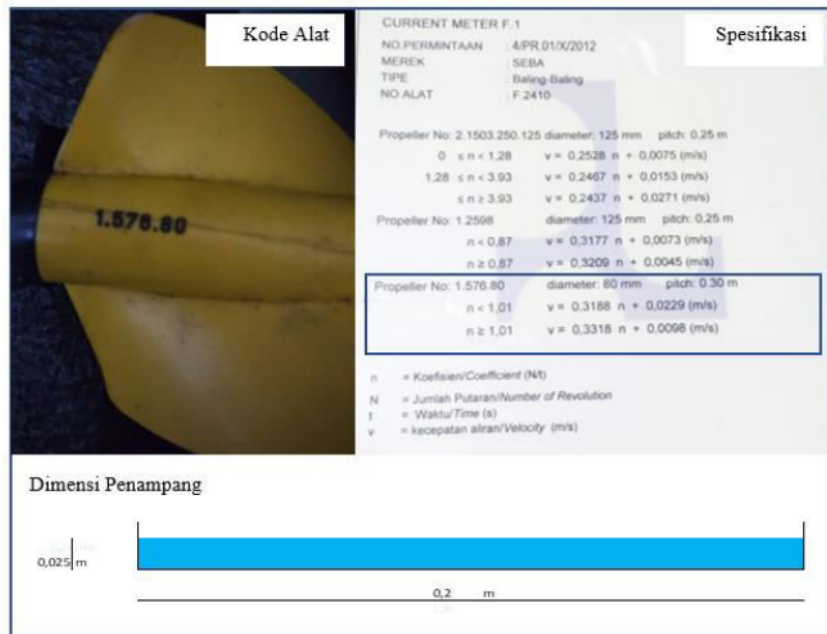 Kode Alat
1.576.80
Spesifikasi
CURRENT METER F.1
NO.PERMINTAAN : 4/PR.01/X/2012
MEREK : SEBA
TIPE : Baling-Baling
NO ALAT : F.2410
Propeller No: 2.1503.250.125 diameter: 125 mm pitch: 0,25 m
0 ≤ n < 1,28 v = 0,2528 n + 0,0075 (m/s)
1,28 ≤ n < 3.93 v = 0,2467 n + 0,0153 (m/s)
≤ n ≥ 3.93 v = 0,2437 n + 0,0271 (m/s)
Propeller No: 1.2598 diameter: 125 mm pitch: 0,25 m
n < 0,87 v = 0,3177 n + 0,0073 (m/s)
n ≥ 0,87 v = 0,3209 n + 0,0045 (m/s)
Propeller No: 1.576.80 diameter: 80 mm pitch: 0.30 m
n < 1,01 v = 0,3188 n + 0,0229 (m/s)
n ≥ 1,01 v = 0,3318 n + 0,0098 (m/s)
n = Koefisien/Coefficient (N/t)
N = Jumlah Putaran/Number of Revolution
t = Waktu/Time (s)
v = kecepatan aliran/Velocity (m/s)
Dimensi Penampang
0,025 m
0,2 m